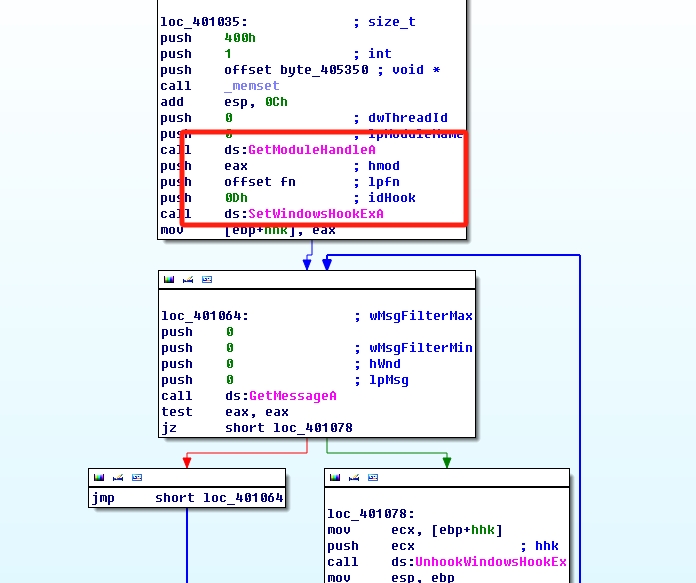 loc_401035: ; size_t
push 400h
push 1 ; int
push offset byte_405350 ; void *
call _memset
add esp, 0Ch
push 0 ; dwThreadId
push 0 ; lpModuleName
call ds:GetModuleHandleA
push eax ; hmod
push offset fn ; lpfn
push 0Dh ; idHook
call ds:SetWindowsHookExA
mov [ebp+hhk], eax
loc_401064: ; wMsgFilterMax
push 0
push 0 ; wMsgFilterMin
push 0 ; hWnd
push 0 ; lpMsg
call ds:GetMessageA
test eax, eax
jz short loc_401078
jmp short loc_401064
loc_401078:
mov ecx, [ebp+hhk]
push ecx ; hhk
call ds:UnhookWindowsHookEx
mov esp, ebp